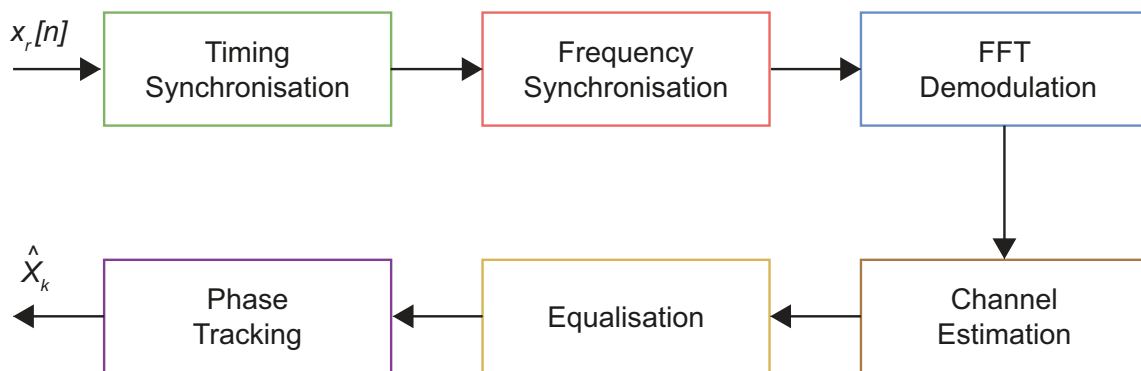 x_r[n]
Timing
Synchronisation
Frequency
Synchronisation
FFT
Demodulation
Channel
Estimation
Equalisation
Phase
Tracking
X̂_k